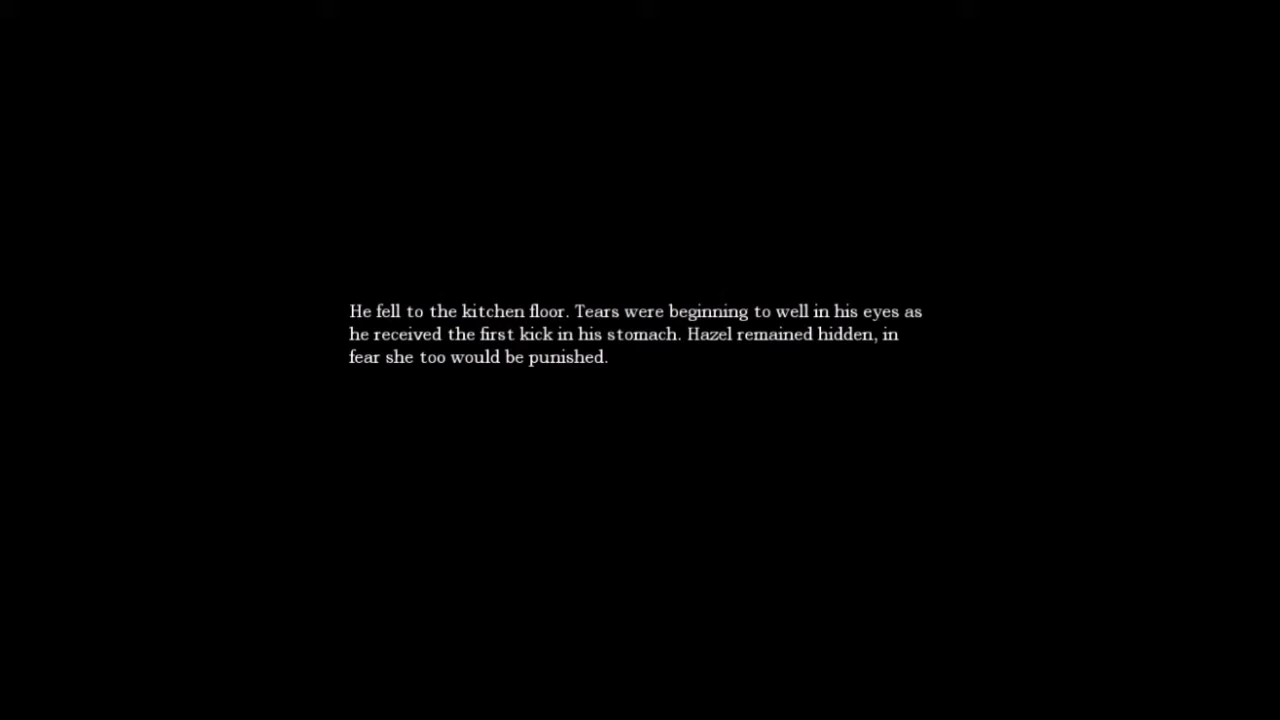 He fell to the kitchen floor. Tears were beginning to well in his eyes as
he received the first kick in his stomach. Hazel remained hidden, in
fear she too would be punished.